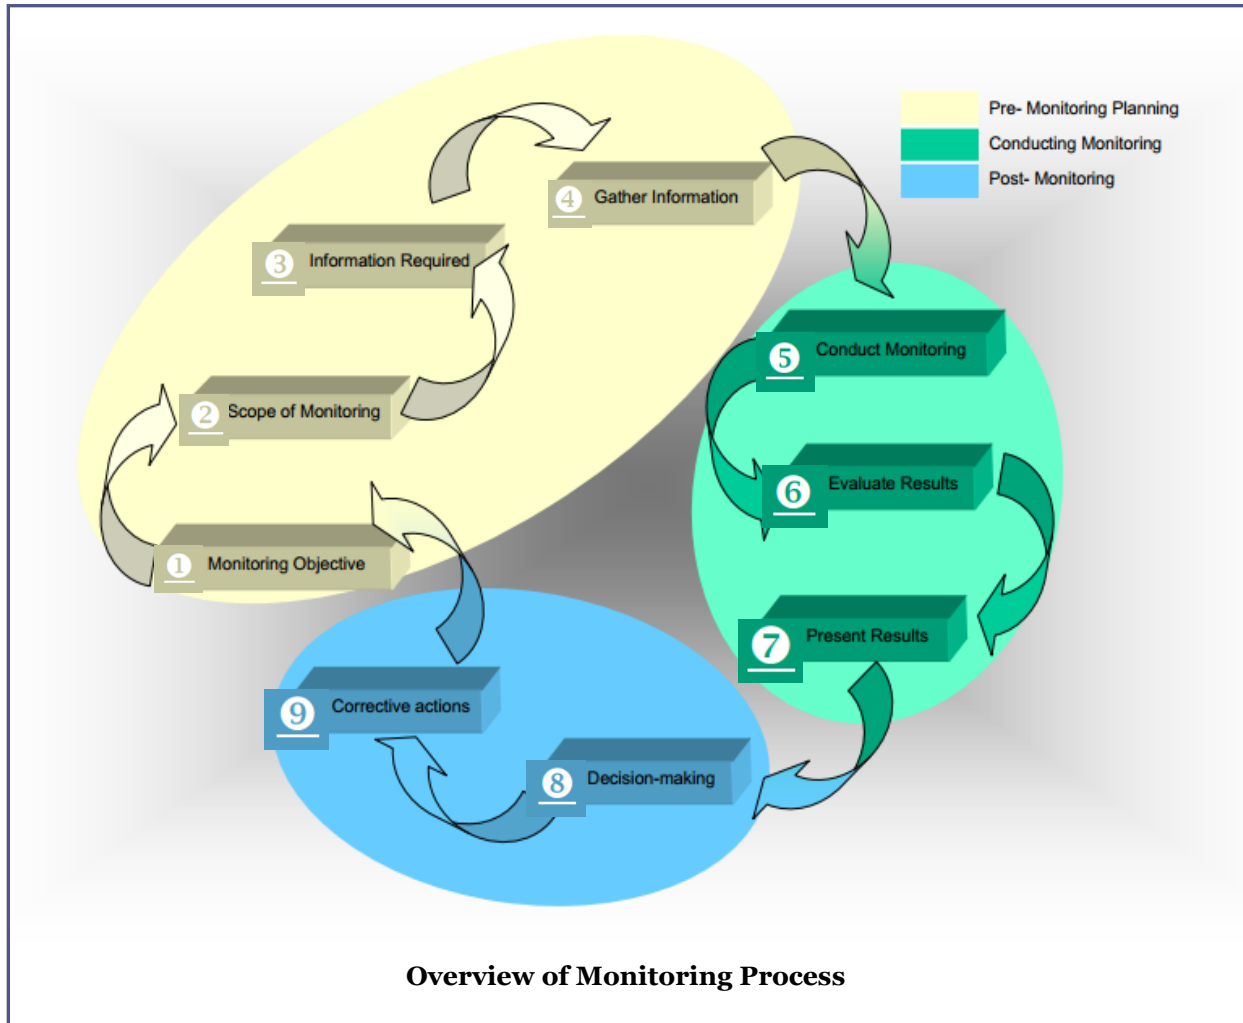 Pre- Monitoring Planning
Conducting Monitoring
Post- Monitoring
4 Gather Information
3 Information Required
5 Conduct Monitoring
2 Scope of Monitoring
6 Evaluate Results
1 Monitoring Objective
7 Present Results
9 Corrective actions
8 Decision-making
Overview of Monitoring Process